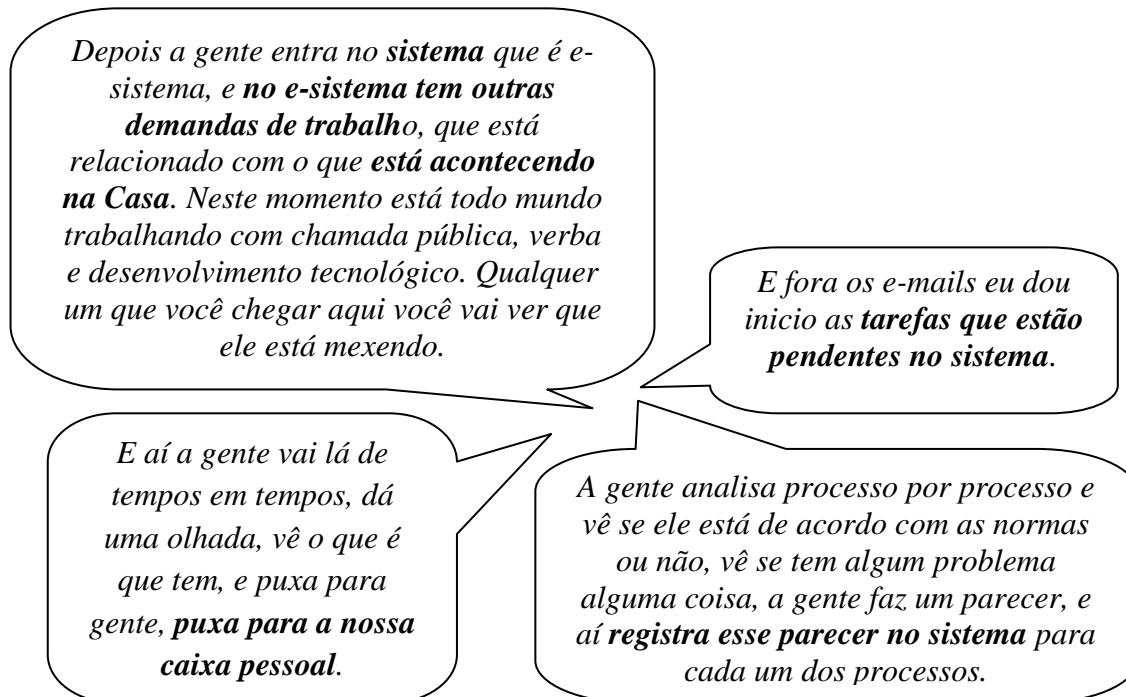 Depois a gente entra no sistema que é e-
sistema, e no e-sistema tem outras
demandas de trabalho, que está
relacionado com o que está acontecendo
na Casa. Neste momento está todo mundo
trabalhando com chamada pública, verba
e desenvolvimento tecnológico. Qualquer
um que você chegar aqui você vai ver que
ele está mexendo.
E fora os e-mails eu dou
inicio as tarefas que estão
pendentes no sistema.
E aí a gente vai lá de
tempos em tempos, dá
uma olhada, vê o que é
que tem, e puxa para
gente, puxa para a nossa
caixa pessoal.
A gente analisa processo por processo e
vê se ele está de acordo com as normas
ou não, vê se tem algum problema
alguma coisa, a gente faz um parecer, e
aí registra esse parecer no sistema para
cada um dos processos.